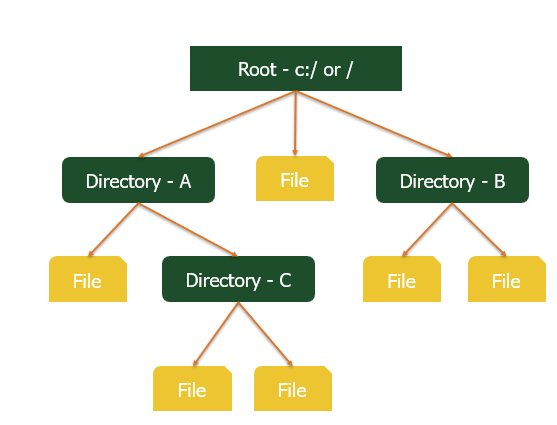 Root - c:/ or /
Directory - A
File
Directory - B
File
Directory - C
File
File
File
File